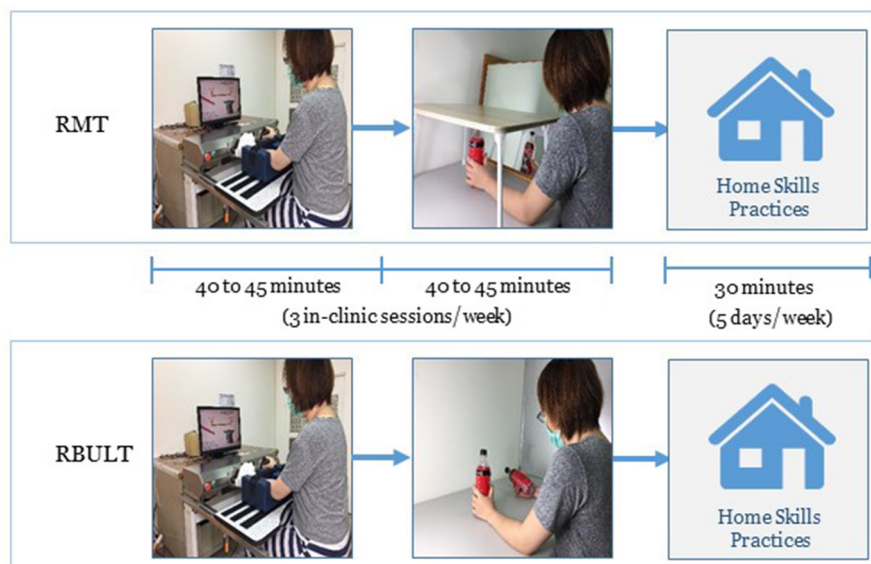 RMT
Home Skills
Practices
40 to 45 minutes
40 to 45 minutes
30 minutes
(3 in-clinic sessions/week)
(5 days/week)
RBULT
Home Skills
Practices